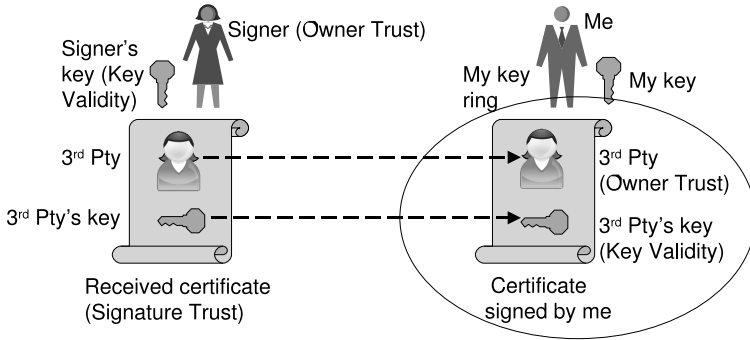 Signer (Owner Trust)
Signer's
key (Key
Validity)
Me
My key
ring
My key
3rd Pty
3rd Pty's key
3rd Pty
(Owner Trust)
3rd Pty's key
(Key Validity)
Received certificate
(Signature Trust)
Certificate
signed by me